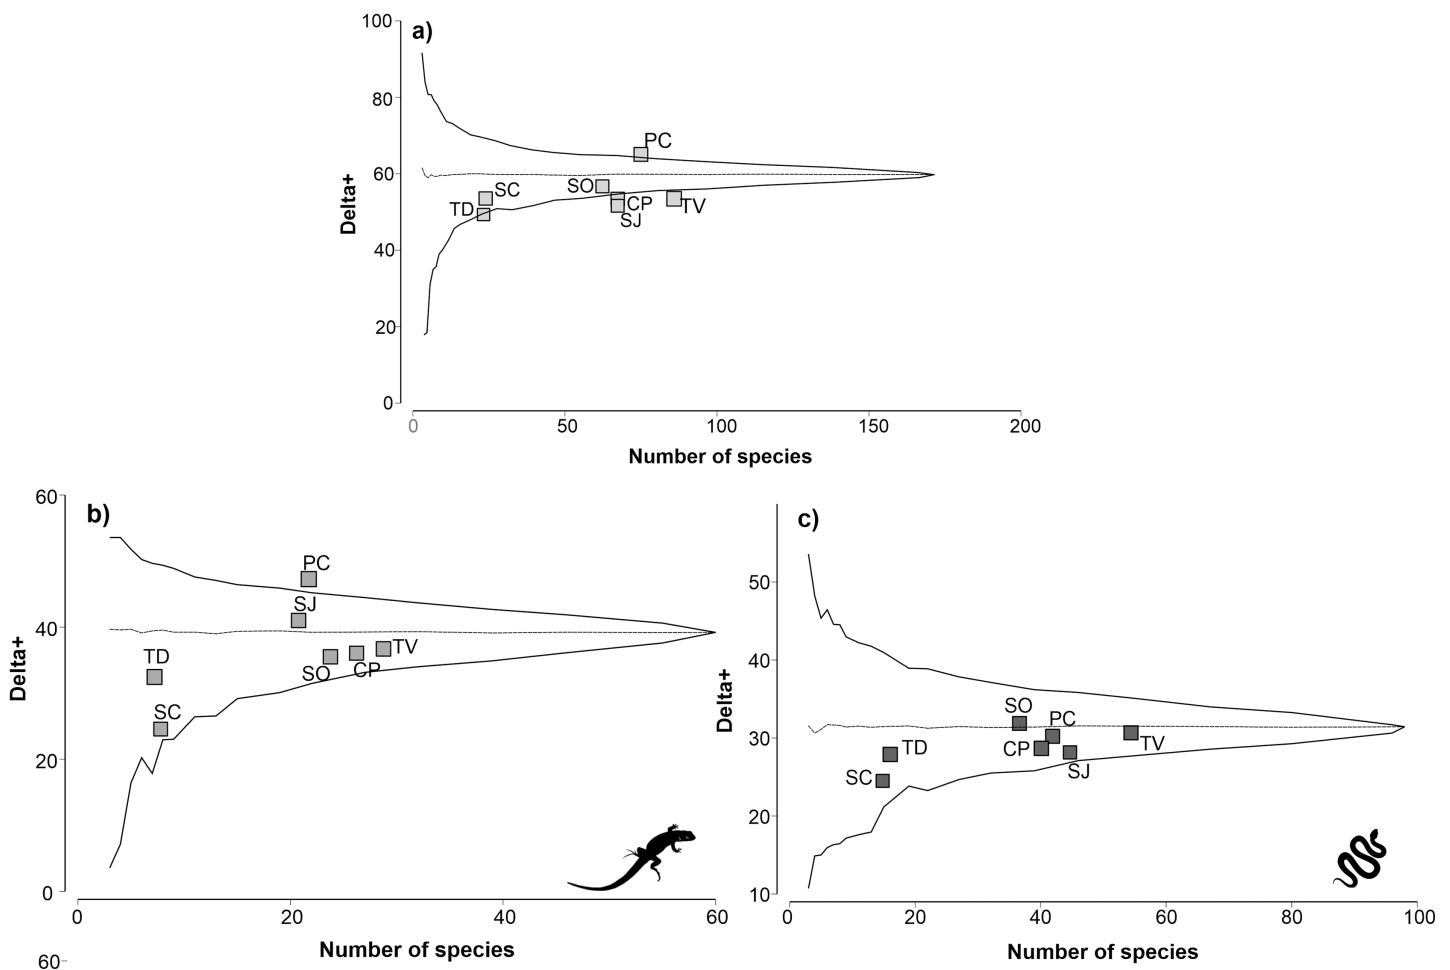 a)
100
80
60
40
20
0
Delta+
PC
SC
SO
TD
CP
TV
SJ
0 50 100 150 200
Number of species
b)
60
40
20
0
Delta+
PC
SJ
TD
TV
SO
CP
SC
0 20 40 60
Number of species
60
c)
50
40
30
20
10
Delta+
SO
PC
TD
CP
TV
SC
SJ
0 20 40 60 80 100
Number of species